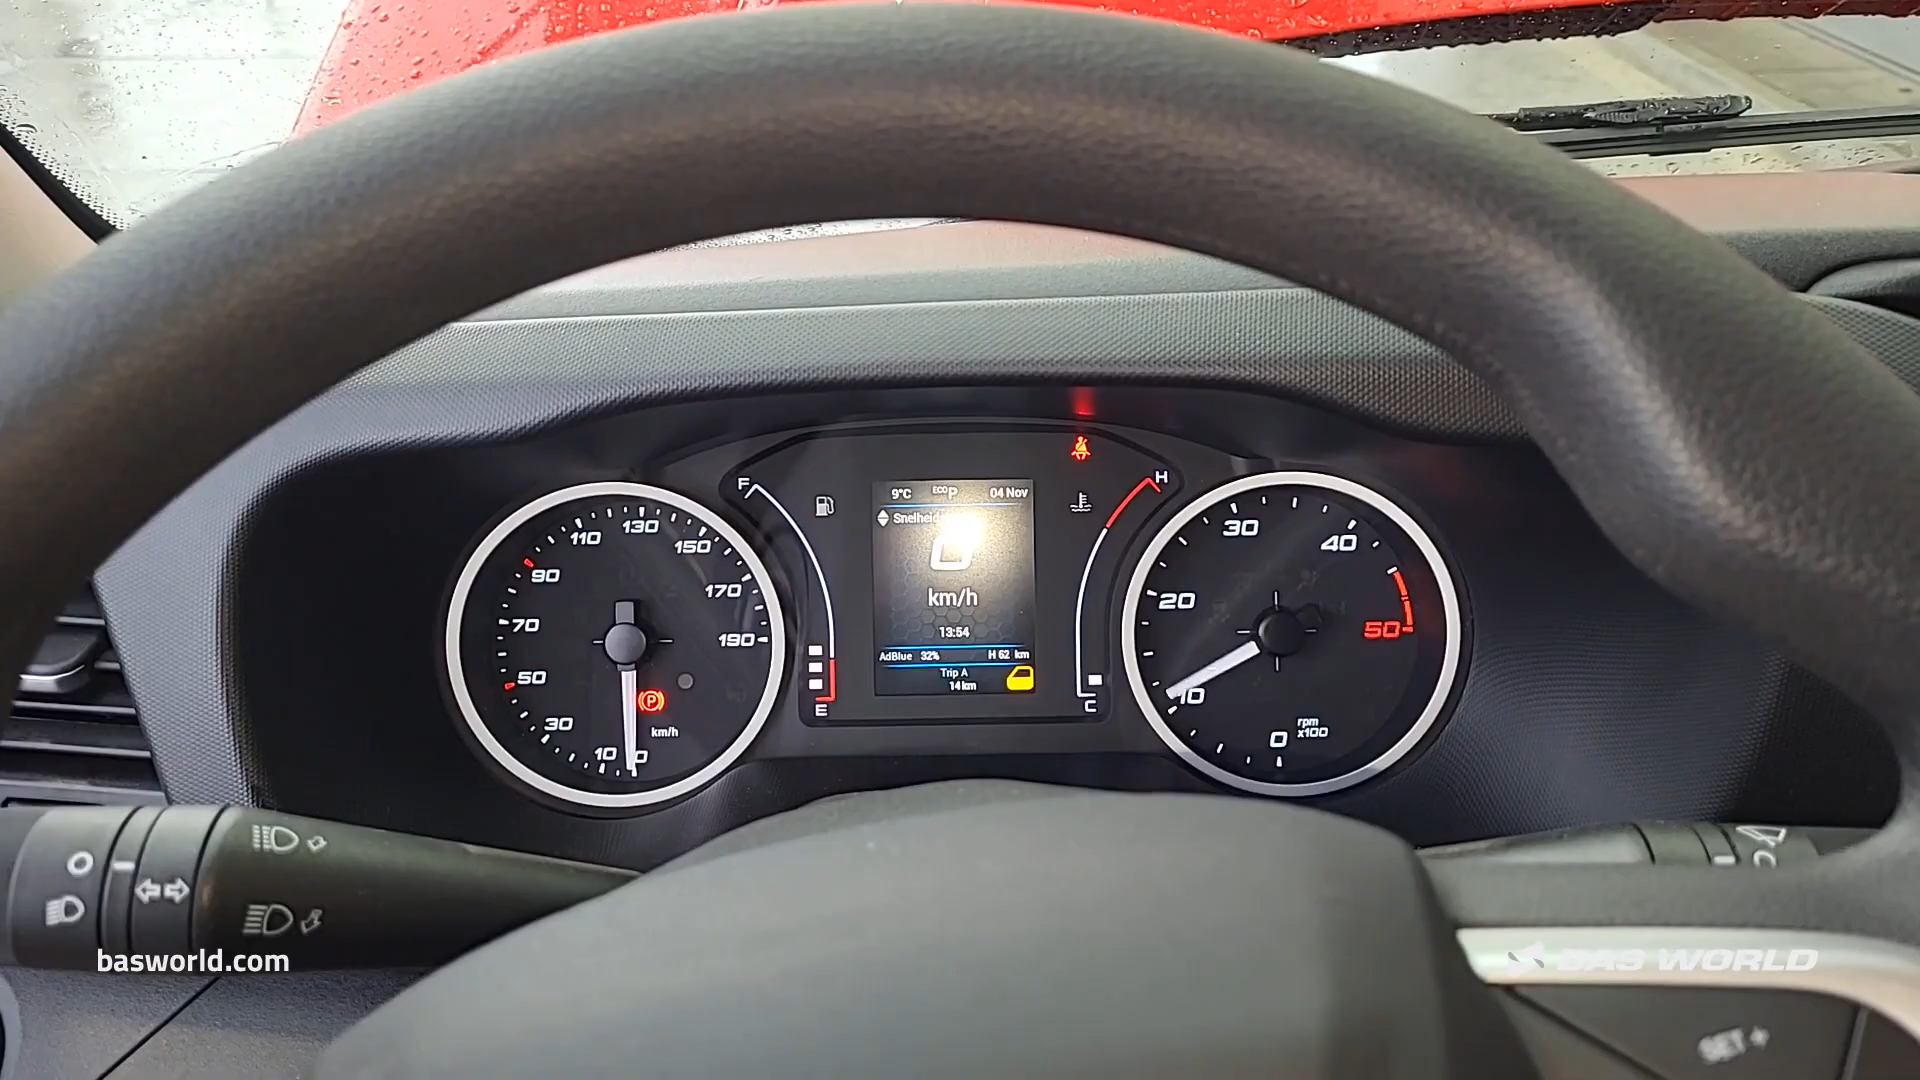 F
H
9°C ECO P 04 Nov
Snelheid
0
km/h
13:54
AdBlue 32% H 62 km
Trip A
14km
E
C
0
10
30
50
70
90
110
130
150
170
190
km/h
P
0
10
20
30
40
50
rpm
x100
basworld.com
BAS WORLD
SET +